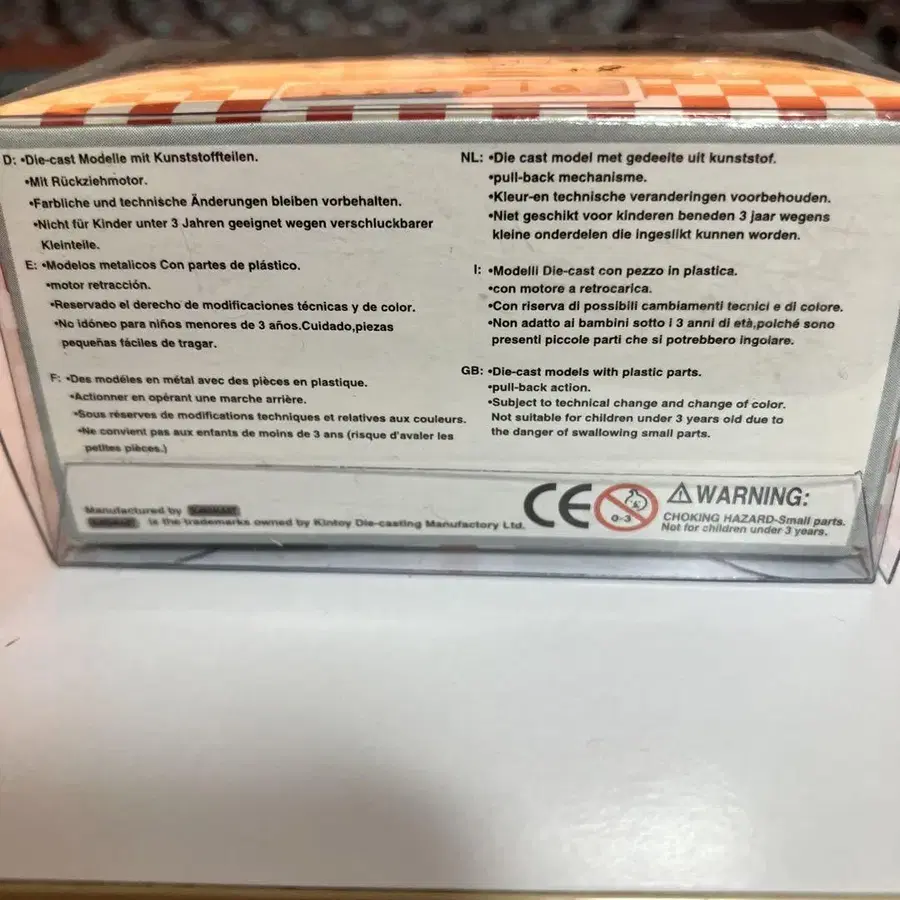 D: •Die-cast Modelle mit Kunststoffteilen.
•Mit Rückziehmotor.
•Farbliche und technische Änderungen bleiben vorbehalten.
•Nicht für Kinder unter 3 Jahren geeignet wegen verschluckbarer
Kleinteile.
E: •Modelos metalicos Con partes de plástico.
•motor retracción.
•Reservado el derecho de modificaciones técnicas y de color.
•No idóneo para niños menores de 3 años.Cuidado,piezas
pequeñas fáciles de tragar.
F: •Des modéles en métal avec des pièces en plastique.
•Actionner en opérant une marche arrière.
•Sous réserves de modifications techniques et relatives aux couleurs.
•Ne convient pas aux enfants de moins de 3 ans (risque d'avaler les
petites pièces.)
NL: •Die cast model met gedeeite uit kunststof.
•pull-back mechanisme.
•Kleur-en technische veranderingen voorbehouden.
•Niet geschikt voor kinderen beneden 3 jaar wegens
kleine onderdelen die ingeslikt kunnen worden.
I: •Modelli Die-cast con pezzo in plastica.
•con motore a retrocarica.
•Con riserva di possibili cambiamenti tecnici e di colore.
•Non adatto ai bambini sotto i 3 anni di età,poiché sono
presenti piccole parti che si potrebbero ingoiare.
GB: •Die-cast models with plastic parts.
•pull-back action.
•Subject to technical change and change of color.
Not suitable for children under 3 years old due to
the danger of swallowing small parts.
Manufactured by
is the trademarks owned by Kintoy Die-casting Manufactory Ltd.
CE
0-3
WARNING:
CHOKING HAZARD-Small parts.
Not for children under 3 years.